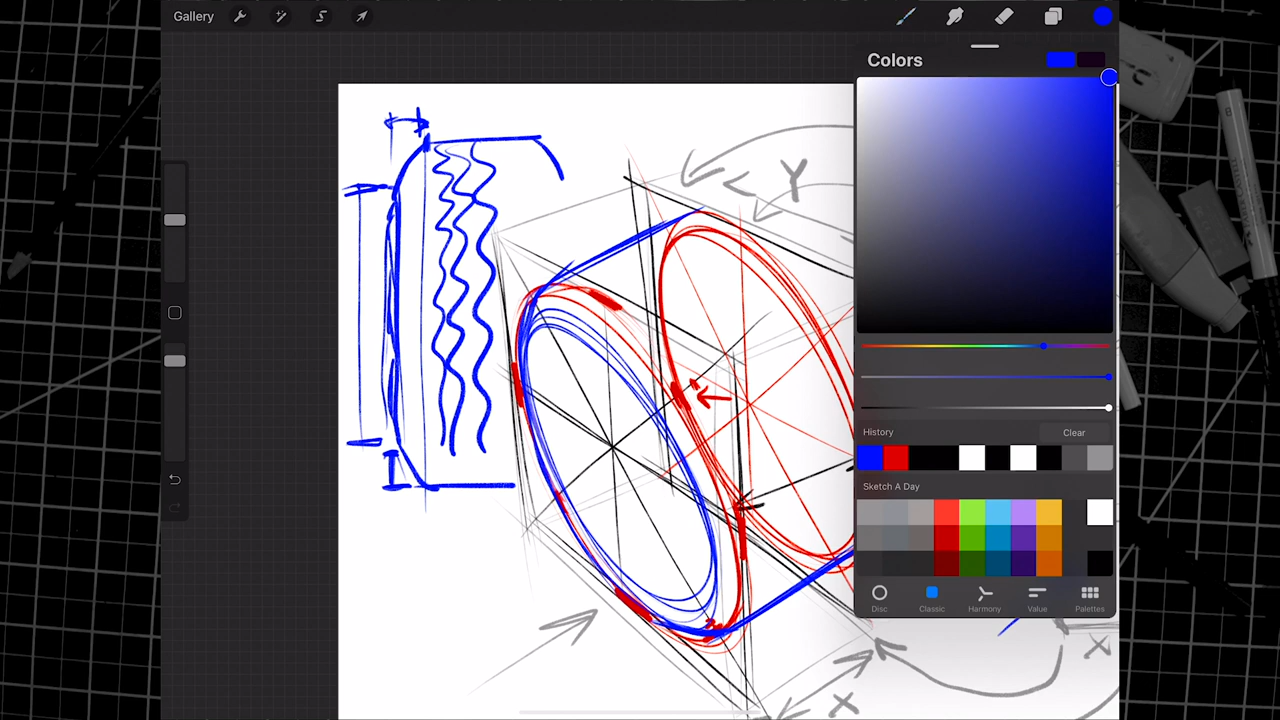 Gallery
Colors
Y
History
Clear
Sketch A Day
Disc
Classic
Harmony
Value
Palettes
X
X